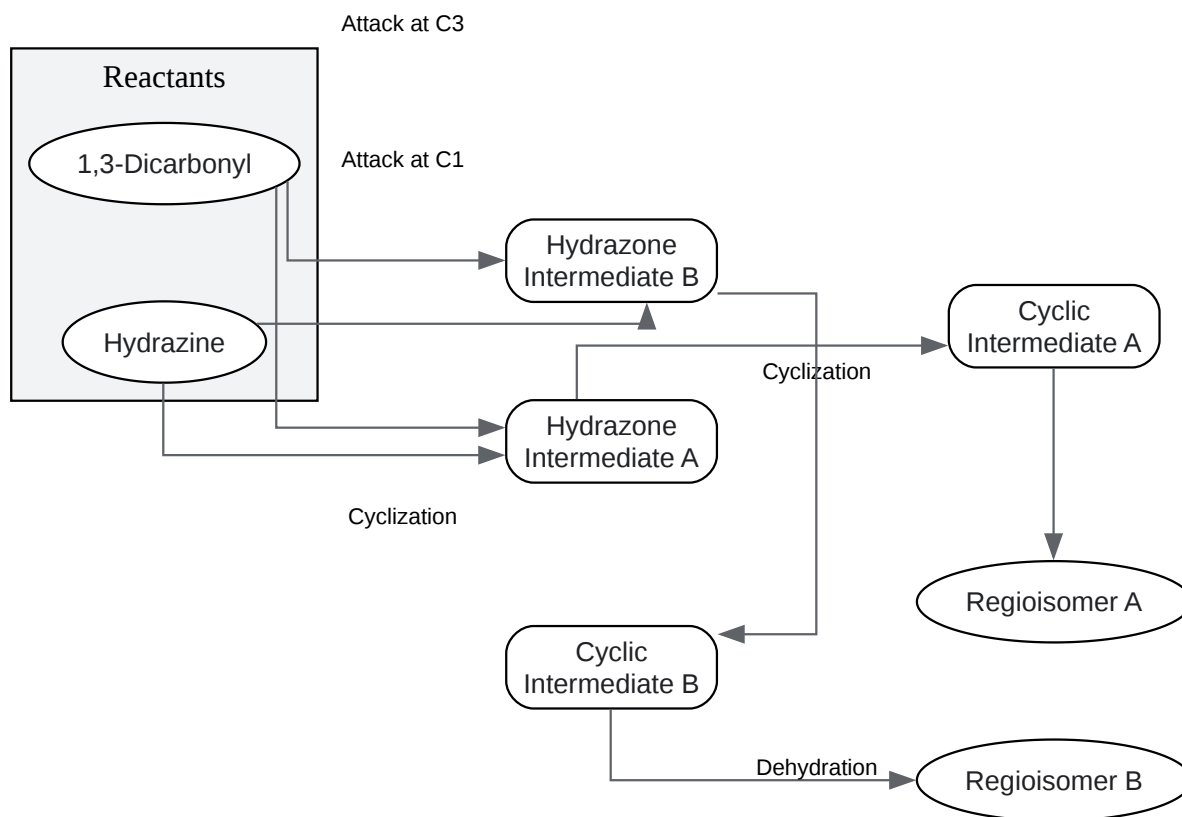 Attack at C3
Reactants
1,3-Dicarbonyl
Attack at C1
Hydrazone
Intermediate B
Hydrazine
Cyclic
Intermediate A
Cyclization
Hydrazone
Intermediate A
Cyclization
Regioisomer A
Cyclic
Intermediate B
Dehydration
Regioisomer B